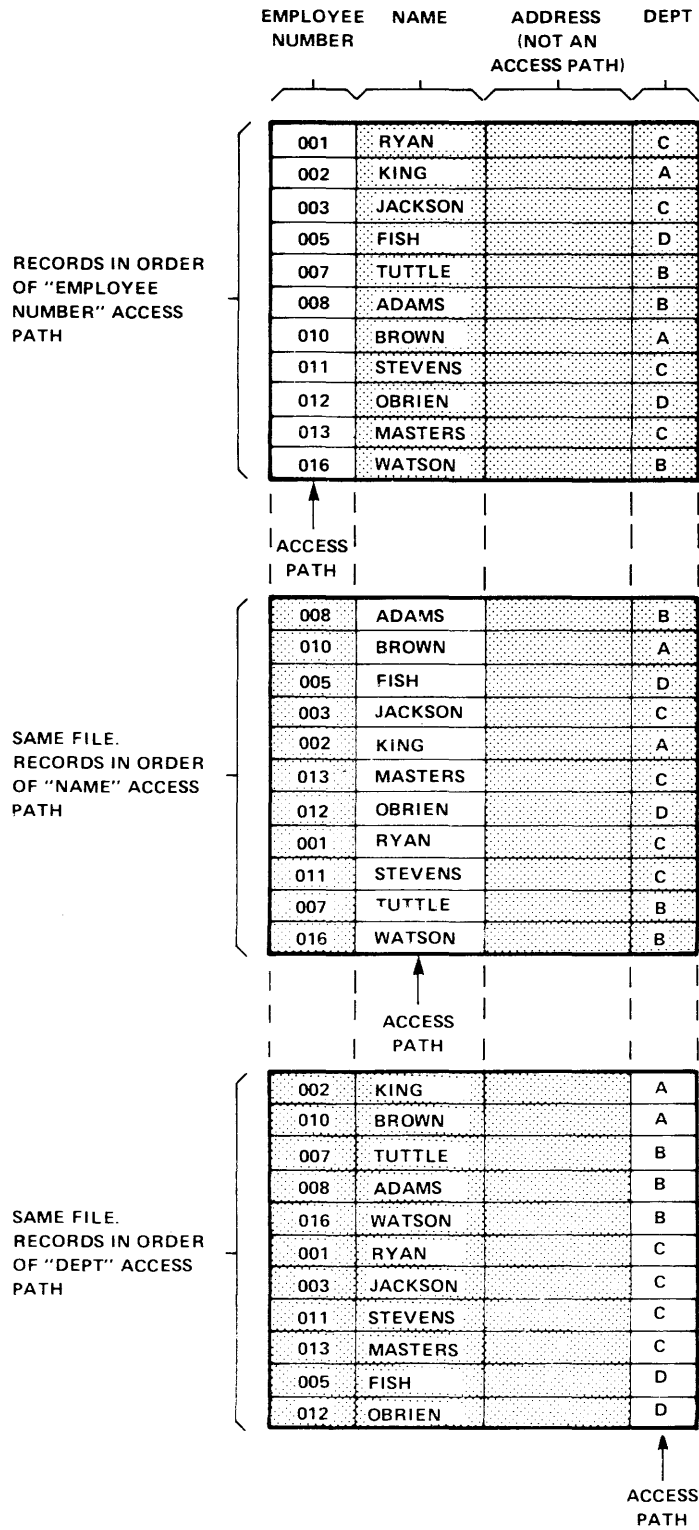 EMPLOYEE NUMBER NAME ADDRESS (NOT AN ACCESS PATH) DEPT
RECORDS IN ORDER
OF "EMPLOYEE
NUMBER" ACCESS
PATH
001 RYAN C
002 KING A
003 JACKSON C
005 FISH D
007 TUTTLE B
008 ADAMS B
010 BROWN A
011 STEVENS C
012 OBRIEN D
013 MASTERS C
016 WATSON B
ACCESS
PATH
SAME FILE.
RECORDS IN ORDER
OF "NAME" ACCESS
PATH
008 ADAMS B
010 BROWN A
005 FISH D
003 JACKSON C
002 KING A
013 MASTERS C
012 OBRIEN D
001 RYAN C
011 STEVENS C
007 TUTTLE B
016 WATSON B
ACCESS
PATH
SAME FILE.
RECORDS IN ORDER
OF "DEPT" ACCESS
PATH
002 KING A
010 BROWN A
007 TUTTLE B
008 ADAMS B
016 WATSON B
001 RYAN C
003 JACKSON C
011 STEVENS C
013 MASTERS C
005 FISH D
012 OBRIEN D
ACCESS
PATH